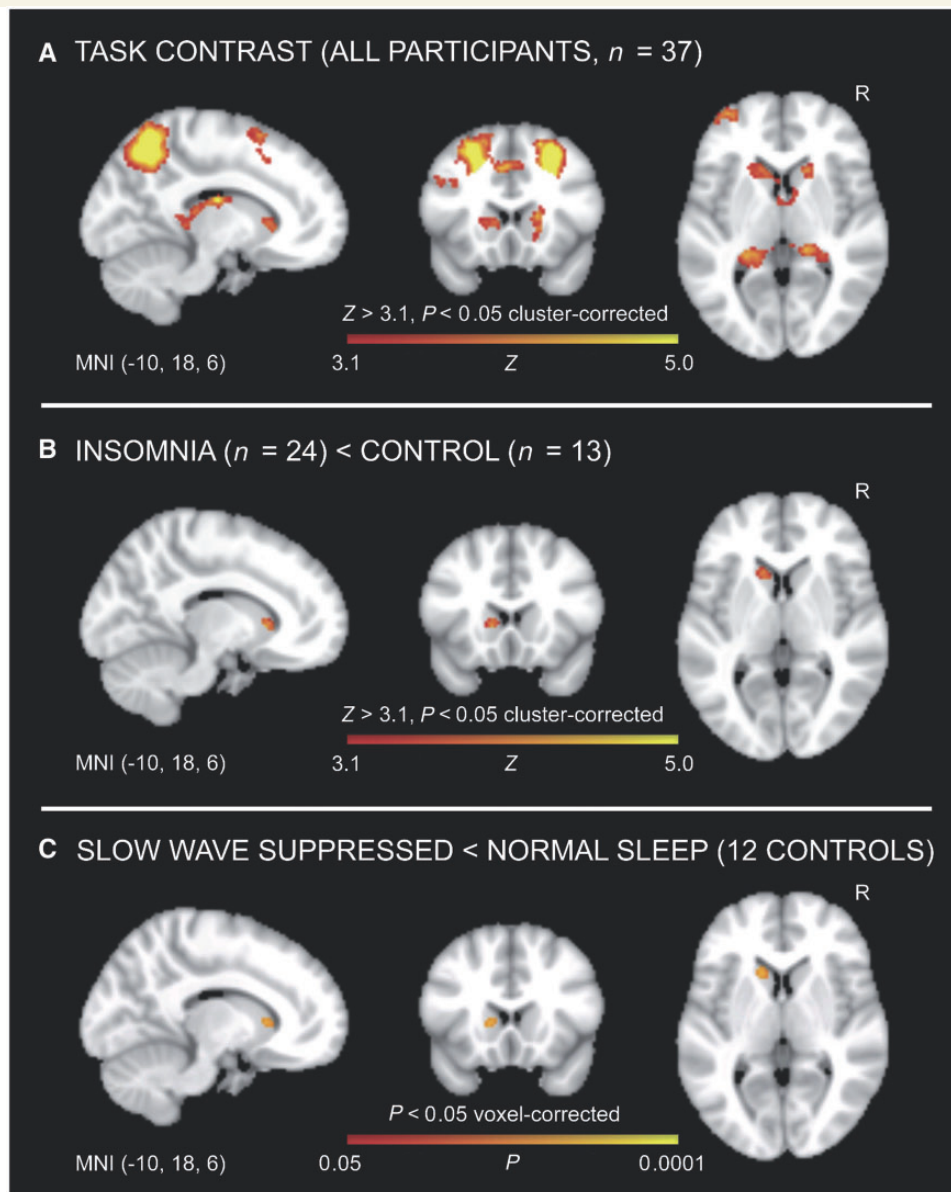 A TASK CONTRAST (ALL PARTICIPANTS, n = 37)
R
Z > 3.1, P < 0.05 cluster-corrected
MNI (-10, 18, 6)
3.1 Z 5.0
B INSOMNIA (n = 24) < CONTROL (n = 13)
R
Z > 3.1, P < 0.05 cluster-corrected
MNI (-10, 18, 6)
3.1 Z 5.0
C SLOW WAVE SUPPRESSED < NORMAL SLEEP (12 CONTROLS)
R
P < 0.05 voxel-corrected
MNI (-10, 18, 6)
0.05 P 0.0001